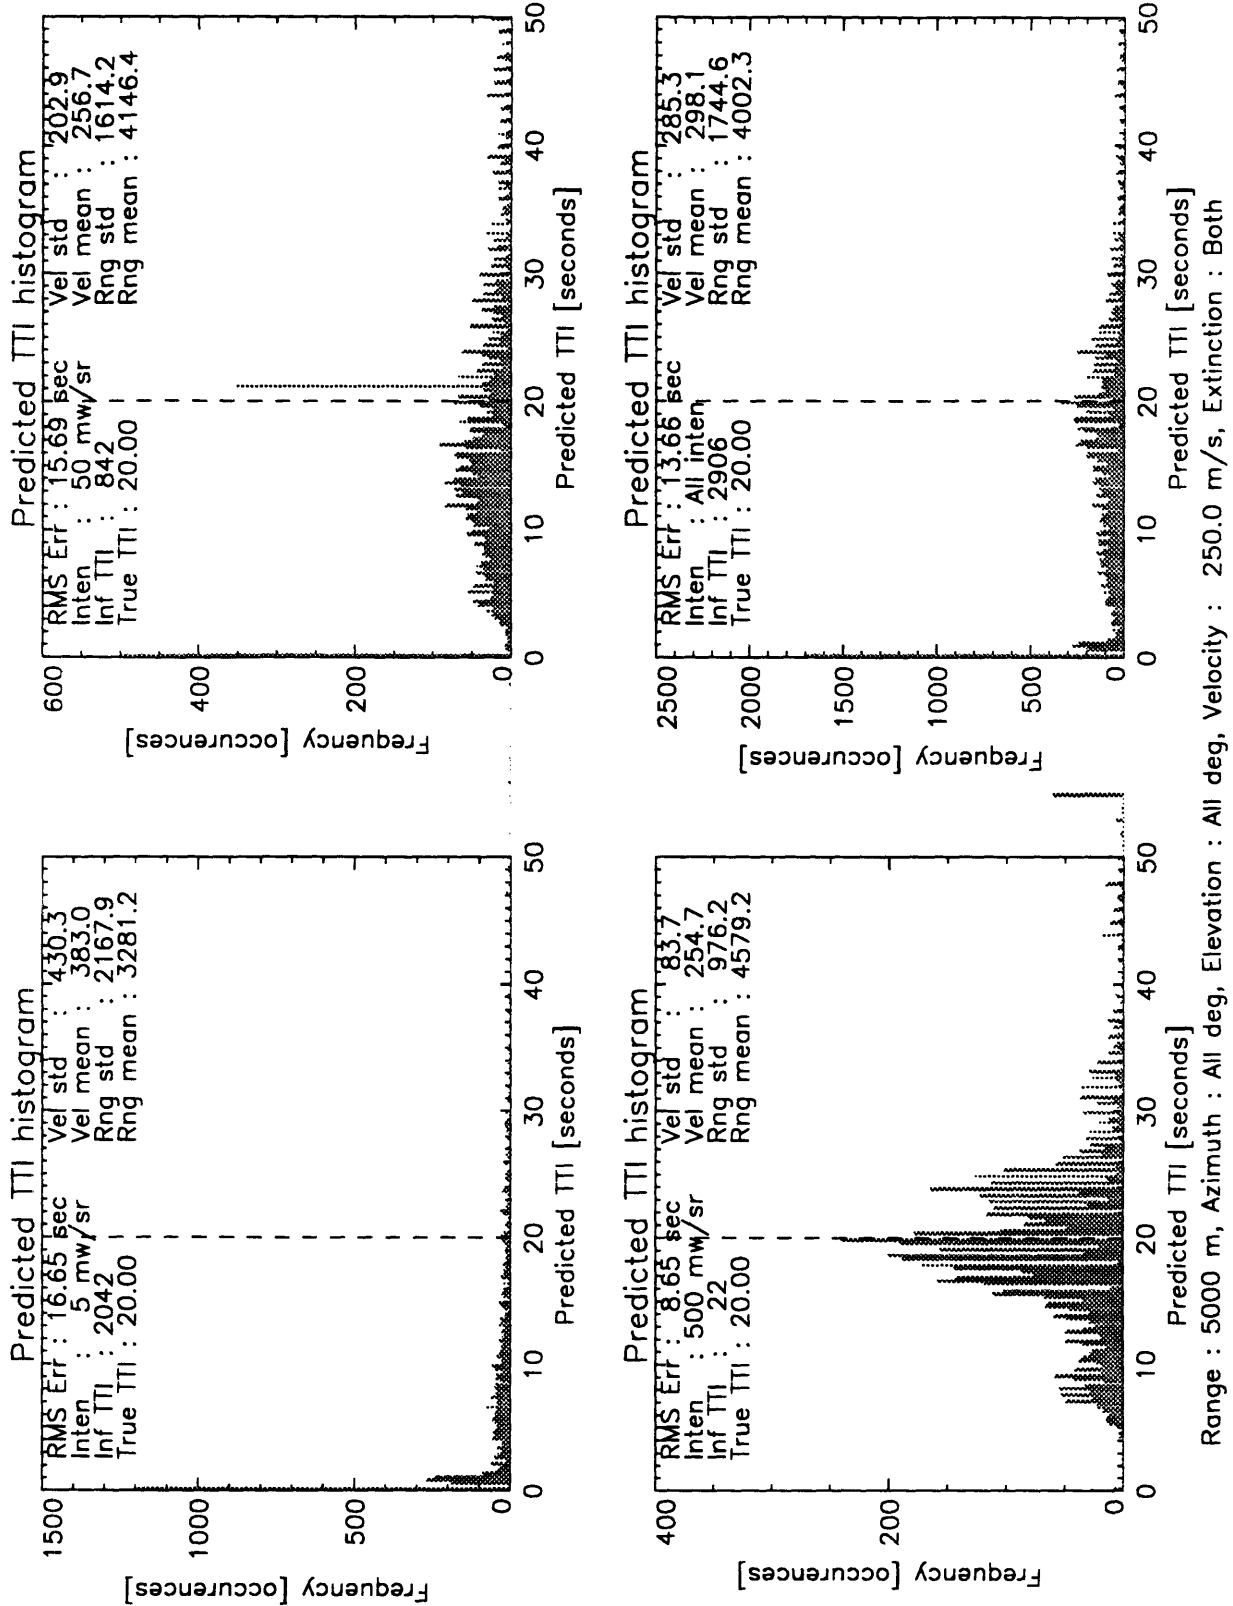 Predicted TTI histogram
RMS Err : 16.65 sec
Inten : 5 mw/sr
Inf TTI : 2042
True TTI : 20.00
Vel std : 430.3
Vel mean : 383.0
Rng std : 2167.9
Rng mean : 3281.2
1500
1000
500
0
Frequency [occurences]
0 10 20 30 40 50
Predicted TTI [seconds]
Predicted TTI histogram
RMS Err : 15.69 sec
Inten : 50 mw/sr
Inf TTI : 842
True TTI : 20.00
Vel std : 202.9
Vel mean : 256.7
Rng std : 1614.2
Rng mean : 4146.4
600
400
200
0
Frequency [occurences]
0 10 20 30 40 50
Predicted TTI [seconds]
Predicted TTI histogram
RMS Err : 8.65 sec
Inten : 500 mw/sr
Inf TTI : 22
True TTI : 20.00
Vel std : 83.7
Vel mean : 254.7
Rng std : 976.2
Rng mean : 4579.2
400
200
0
Frequency [occurences]
0 10 20 30 40 50
Predicted TTI [seconds]
Predicted TTI histogram
RMS Err : 13.66 sec
Inten : All inten
Inf TTI : 2906
True TTI : 20.00
Vel std : 285.3
Vel mean : 298.1
Rng std : 1744.6
Rng mean : 4002.3
2500
2000
1500
1000
500
0
Frequency [occurences]
0 10 20 30 40 50
Predicted TTI [seconds]
Range : 5000 m, Azimuth : All deg, Elevation : All deg, Velocity : 250.0 m/s, Extinction : Both